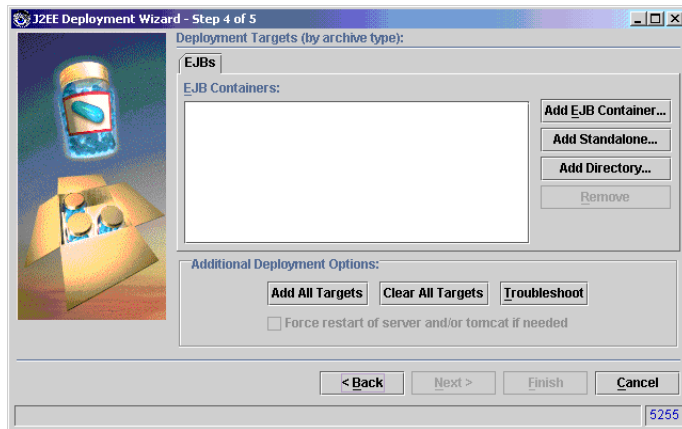 J2EE Deployment Wizard - Step 4 of 5
Deployment Targets (by archive type):
EJBs
EJB Containers:
Add EJB Container...
Add Standalone...
Add Directory...
Remove
Additional Deployment Options:
Add All Targets Clear All Targets Troubleshoot
Force restart of server and/or tomcat if needed
< Back Next > Finish Cancel
5255